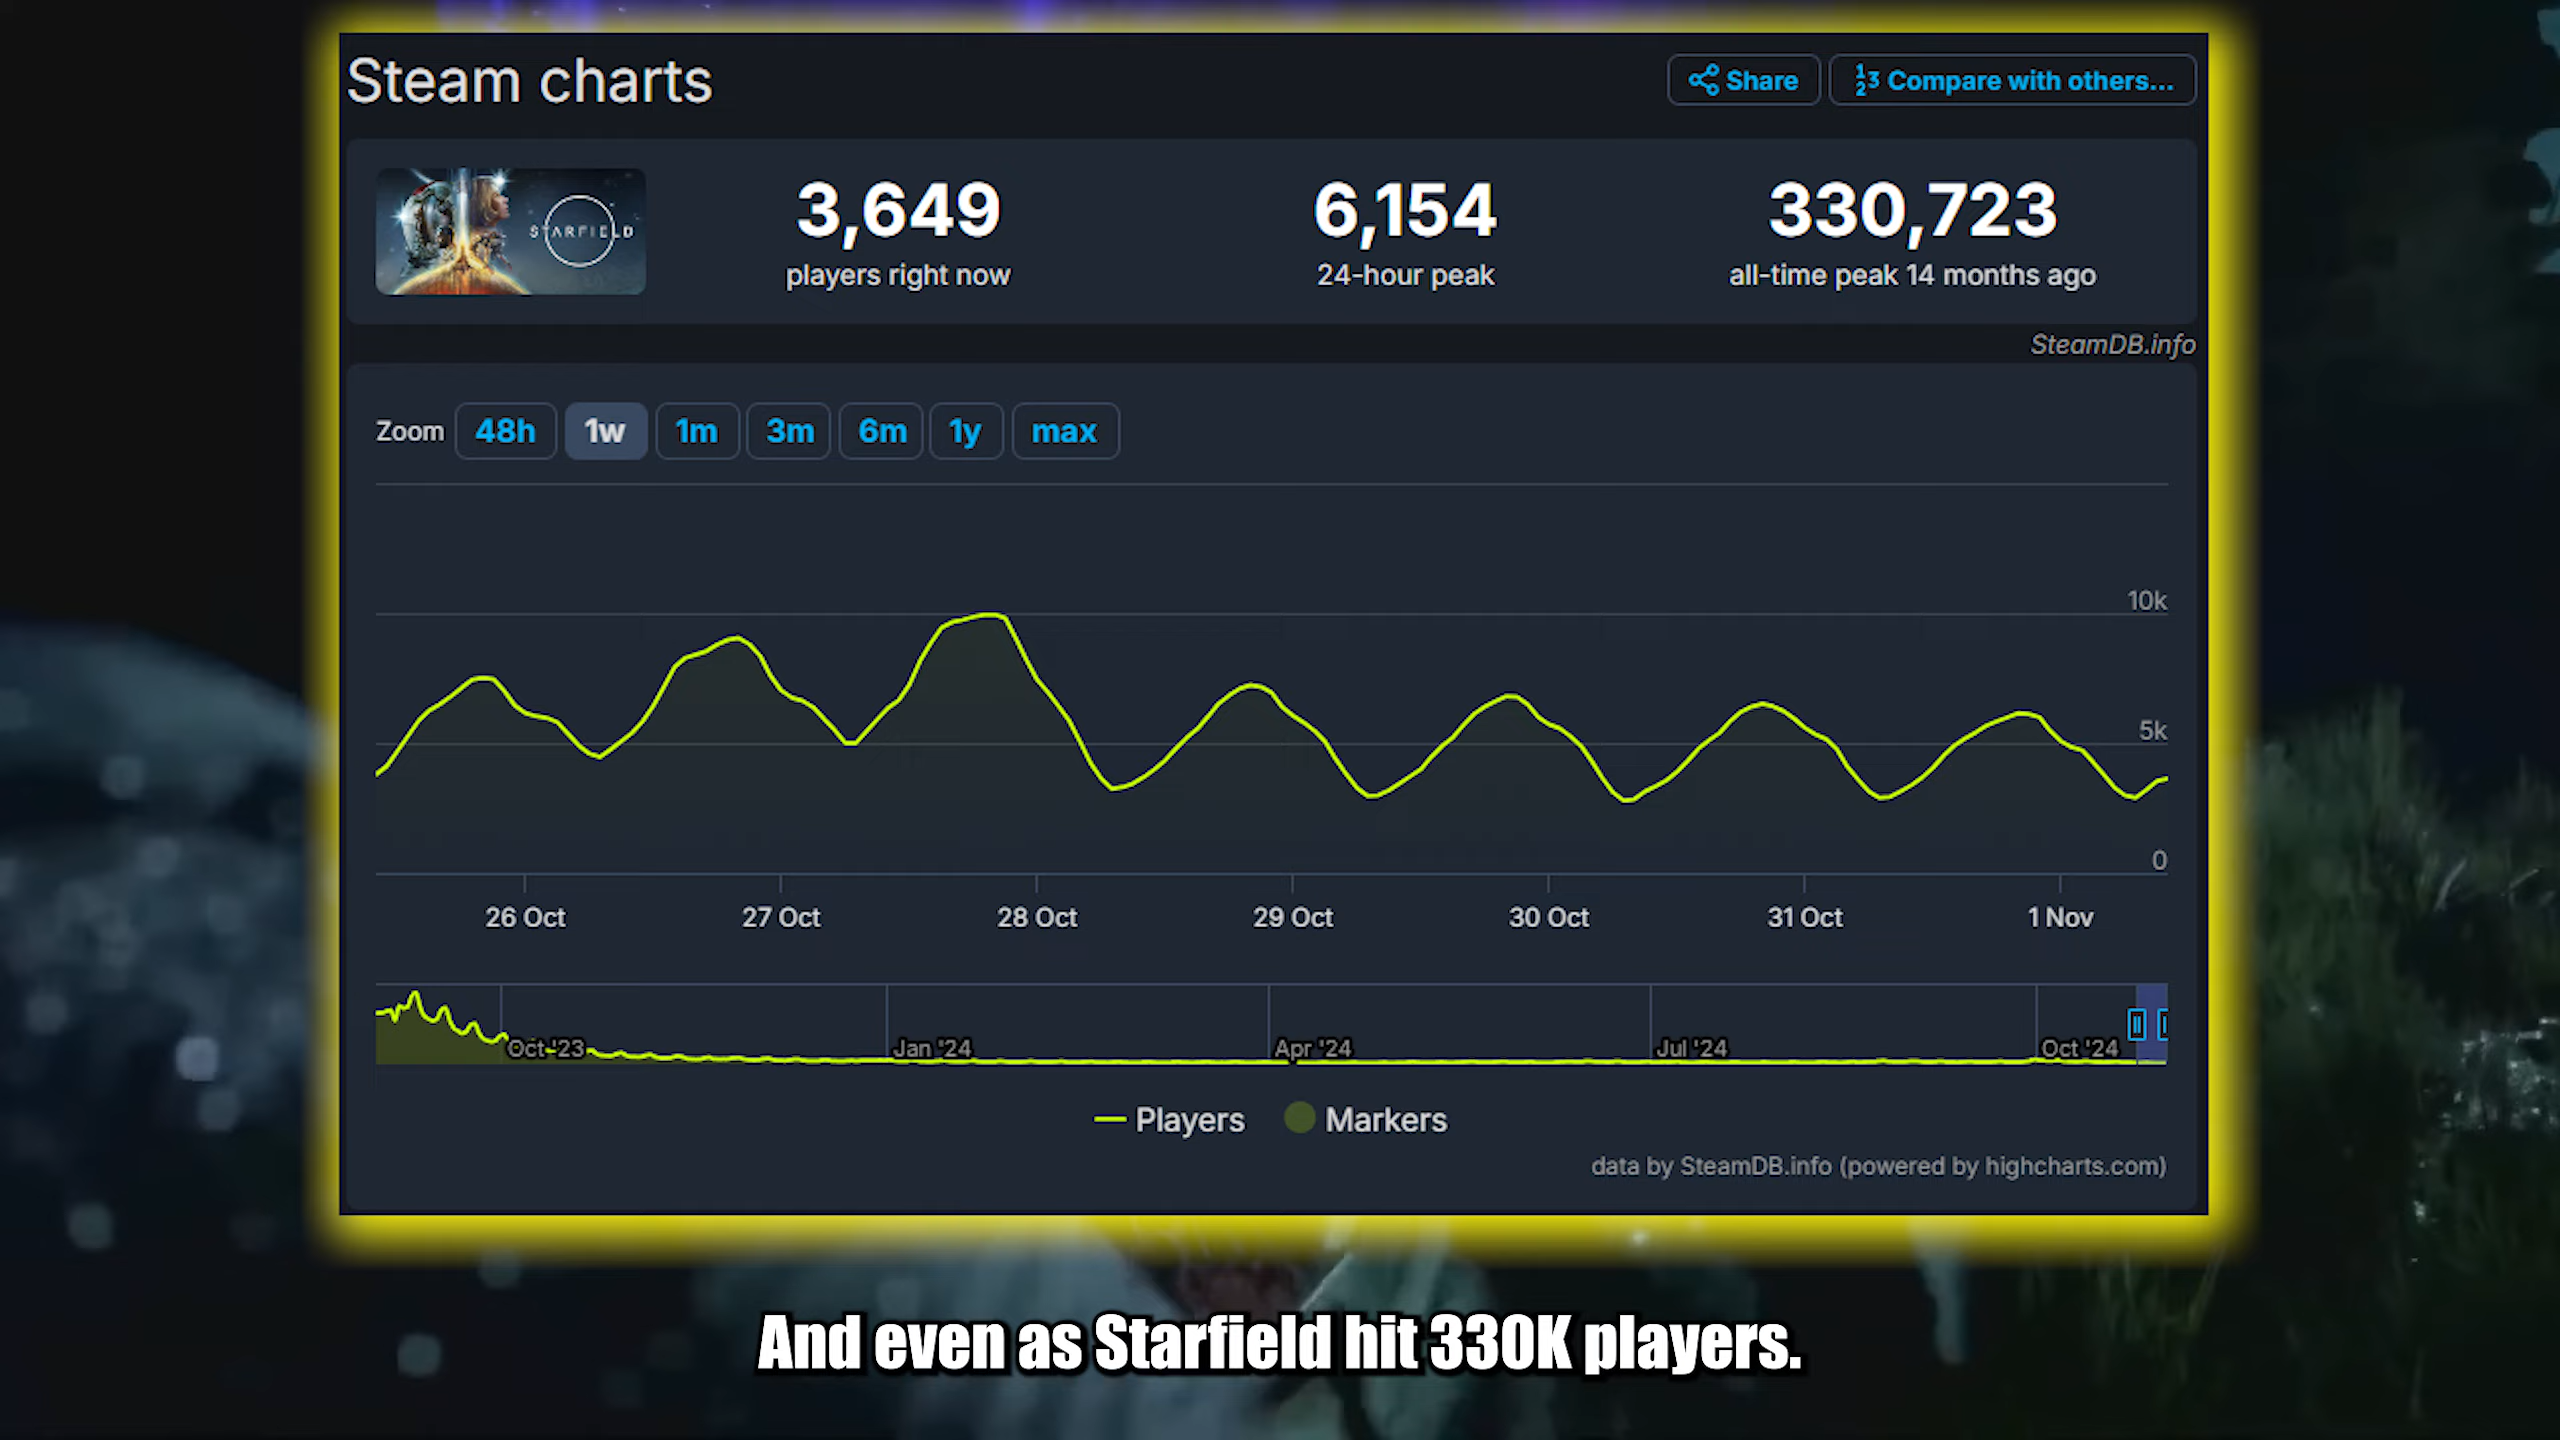 Steam charts
Share
123 Compare with others...
STARFIELD
3,649
6,154
330,723
players right now
24-hour peak
all-time peak 14 months ago
SteamDB.info
Zoom 48h 1w 1m 3m 6m 1y max
10k
5k
0
26 Oct 27 Oct 28 Oct 29 Oct 30 Oct 31 Oct 1 Nov
Oct '23 Jan '24 Apr '24 Jul '24 Oct '24
Players Markers
data by SteamDB.info (powered by highcharts.com)
And even as Starfield hit 330K players.